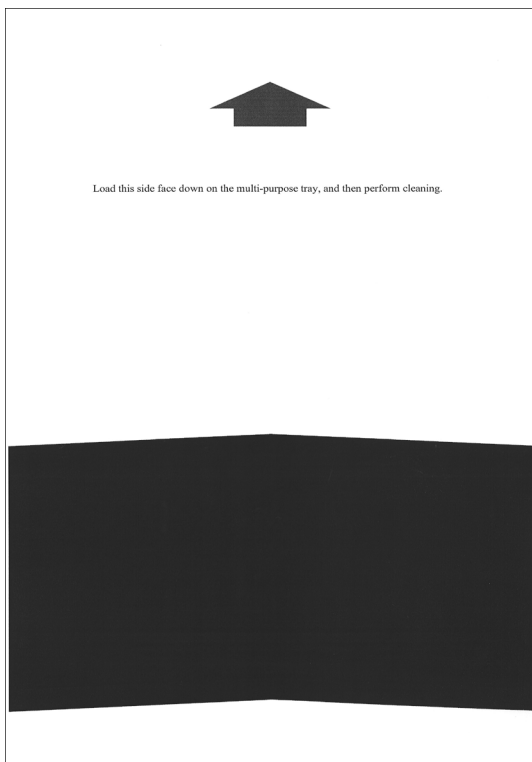 Load this side face down on the multi-purpose tray, and then perform cleaning.